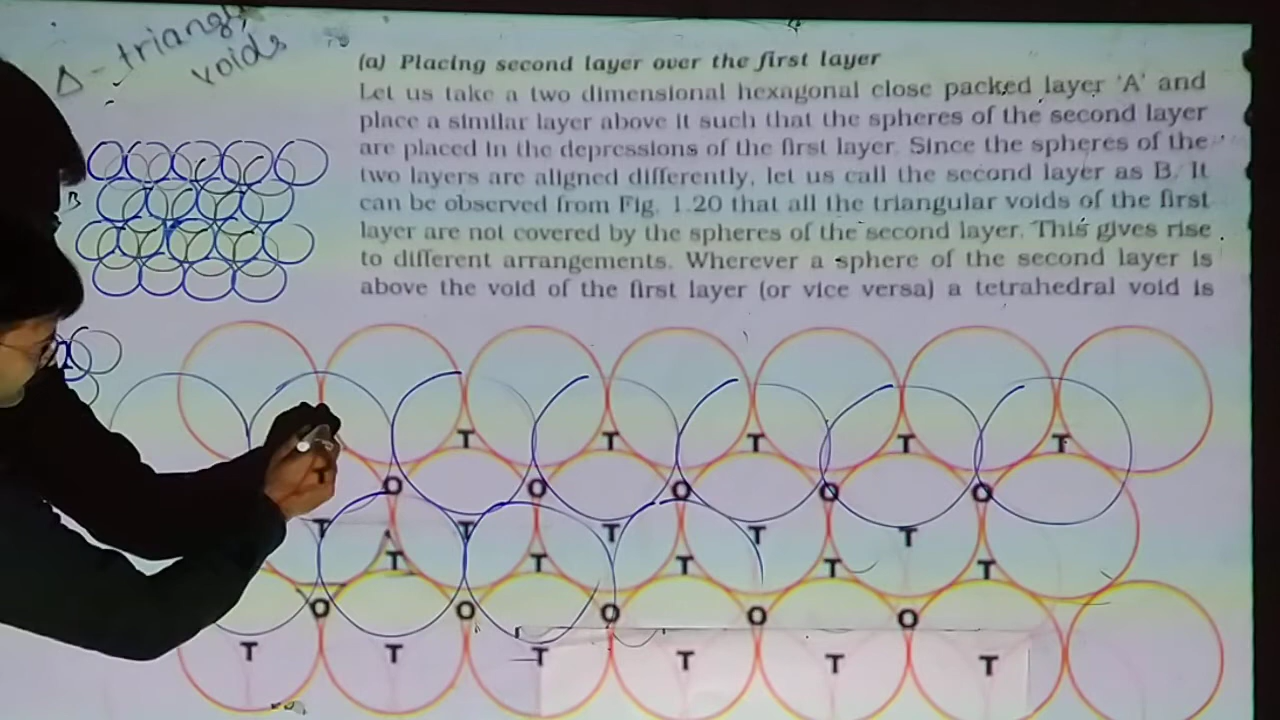 Δ - triangl
voids
(a) Placing second layer over the first layer
Let us take a two dimensional hexagonal close packed layer 'A' and
place a similar layer above it such that the spheres of the second layer
are placed in the depressions of the first layer. Since the spheres of the
two layers are aligned differently, let us call the second layer as B. It
can be observed from Fig. 1.20 that all the triangular voids of the first
layer are not covered by the spheres of the second layer. This gives rise
to different arrangements. Wherever a sphere of the second layer is
above the void of the first layer (or vice versa) a tetrahedral void is
B
T T T T T
O O O O O
T T T T T
T T T T T
O O O O O
T T T T T T